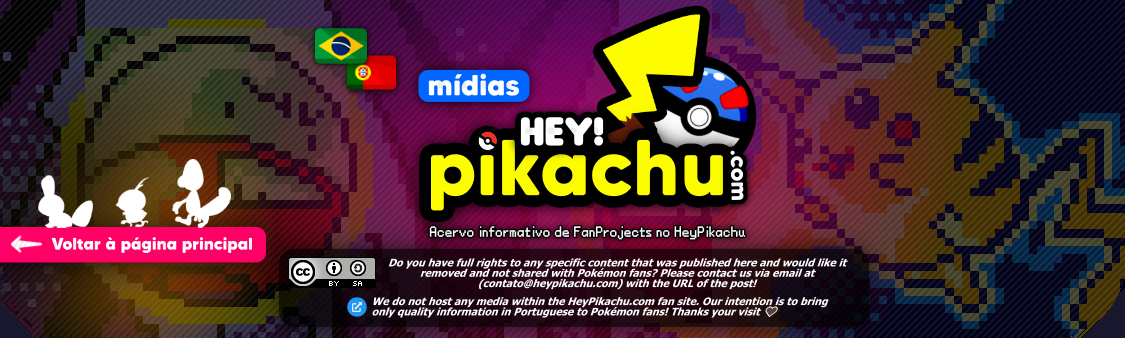 mídias
HEY!
pikachu
.com
Acervo informativo de FanProjects no HeyPikachu
Voltar à página principal
cc
BY SA
Do you have full rights to any specific content that was published here and would like it
removed and not shared with Pokémon fans? Please contact us via email at
(contato@heypikachu.com) with the URL of the post!
We do not host any media within the HeyPikachu.com fan site. Our intention is to bring
only quality information in Portuguese to Pokémon fans! Thanks your visit